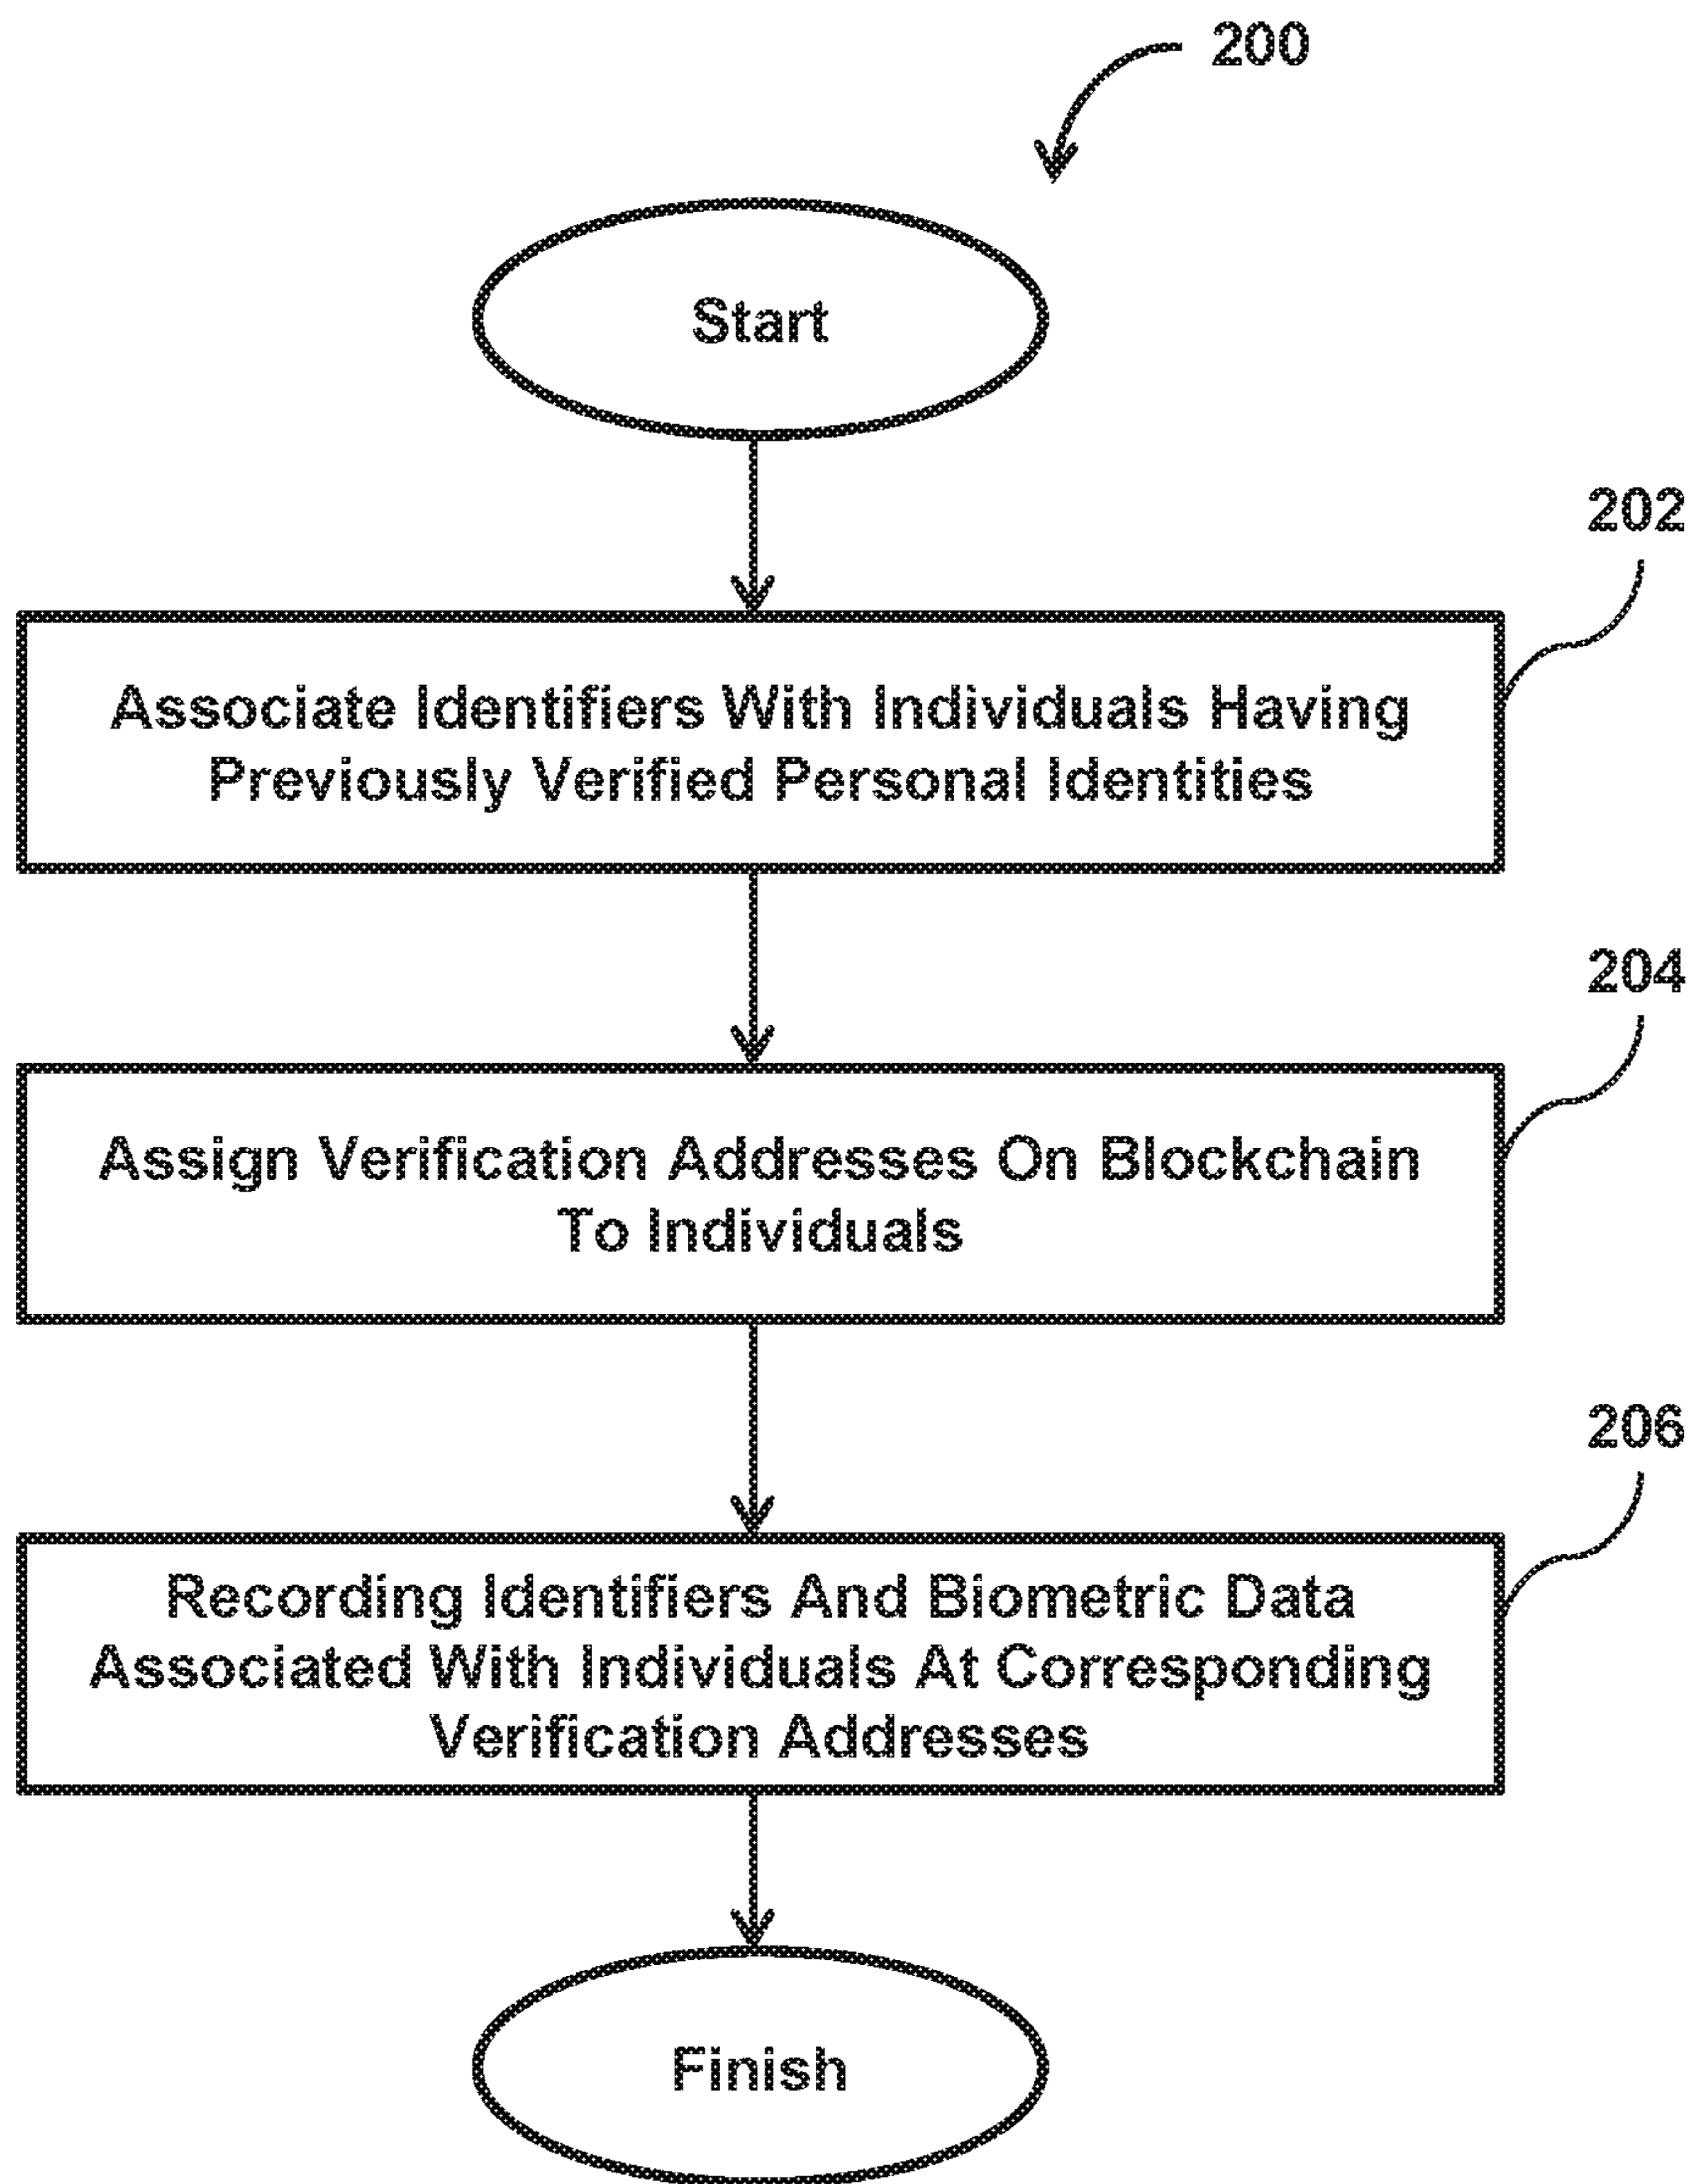 200
Start
202
Associate Identifiers With Individuals Having
Previously Verified Personal Identities
204
Assign Verification Addresses On Blockchain
To Individuals
206
Recording Identifiers And Biometric Data
Associated With Individuals At Corresponding
Verification Addresses
Finish